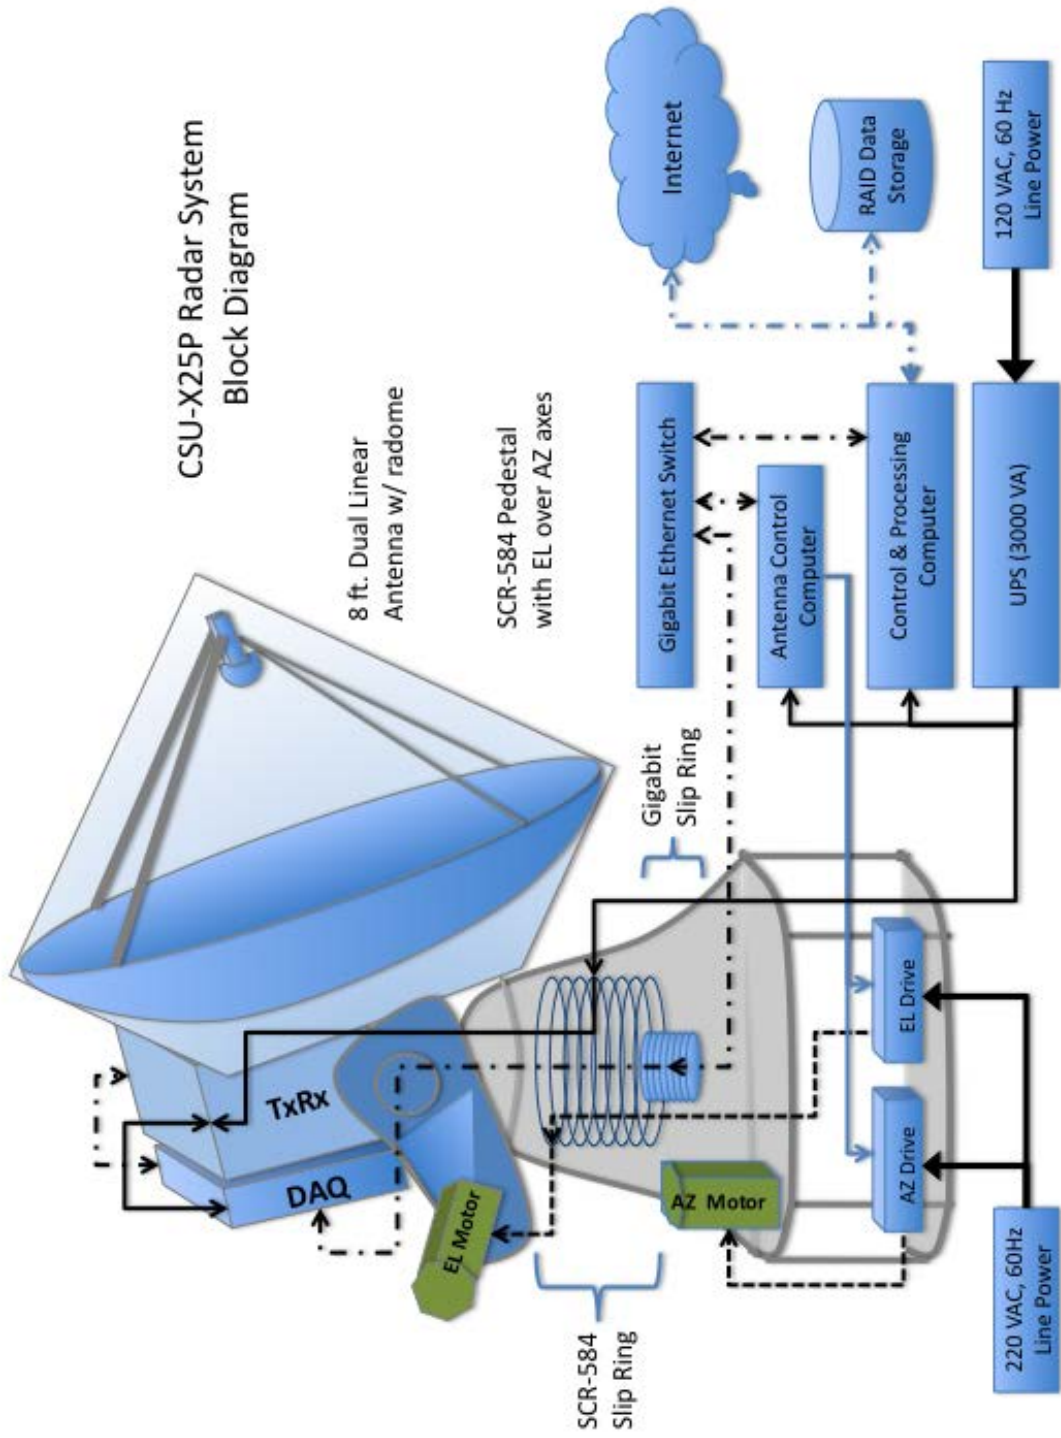 CSU-X25P Radar System
Block Diagram
8 ft. Dual Linear
Antenna w/ radome
SCR-584 Pedestal
with EL over AZ axes
TxRx
DAQ
EL Motor
SCR-584
Slip Ring
Gigabit
Slip Ring
AZ Motor
AZ Drive
EL Drive
220 VAC, 60Hz
Line Power
Gigabit Ethernet Switch
Antenna Control
Computer
Control & Processing
Computer
UPS (3000 VA)
Internet
RAID Data
Storage
120 VAC, 60 Hz
Line Power